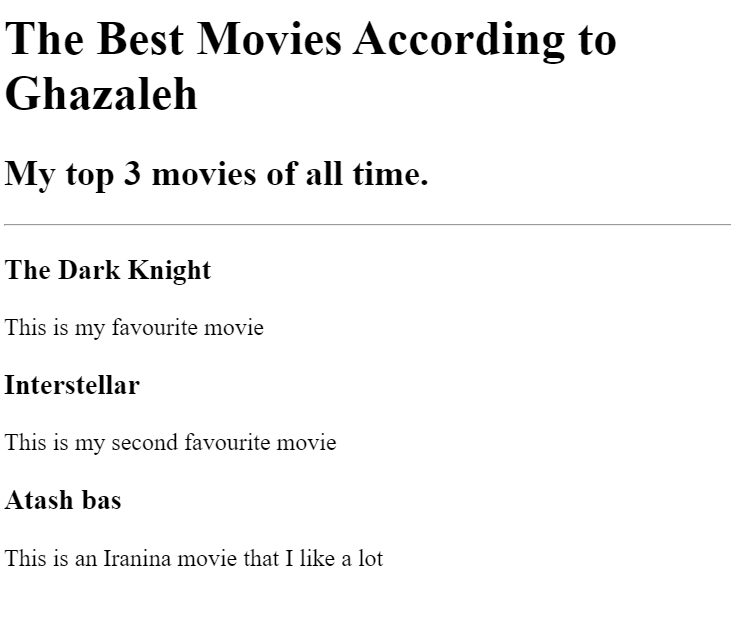 The Best Movies According to
Ghazaleh
My top 3 movies of all time.
The Dark Knight
This is my favourite movie
Interstellar
This is my second favourite movie
Atash bas
This is an Iranina movie that I like a lot